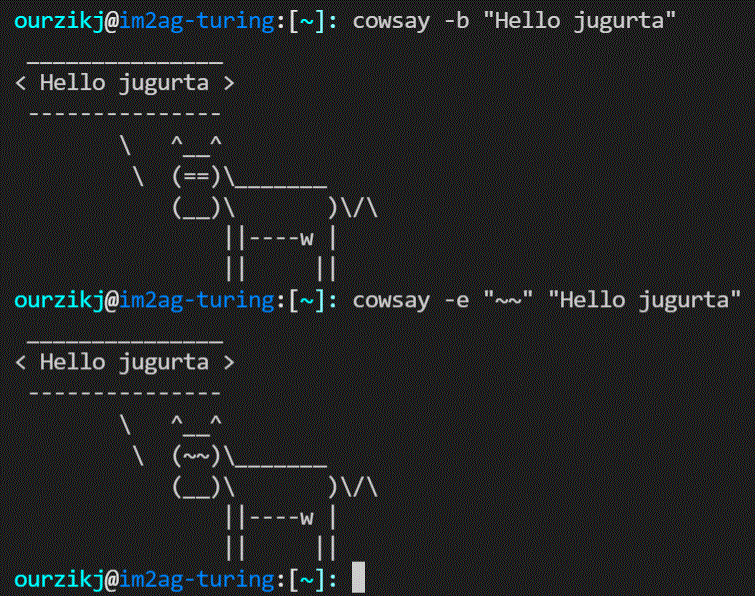 ourzikj@im2ag-turing:[~]: cowsay -b "Hello jugurta"
 _______________
< Hello jugurta >
 ---------------
        \   ^__^
         \  (==)\_______
            (__)\       )\/\
                ||----w |
                ||     ||
ourzikj@im2ag-turing:[~]: cowsay -e "~~" "Hello jugurta"
 _______________
< Hello jugurta >
 ---------------
        \   ^__^
         \  (~~)\_______
            (__)\       )\/\
                ||----w |
                ||     ||
ourzikj@im2ag-turing:[~]: